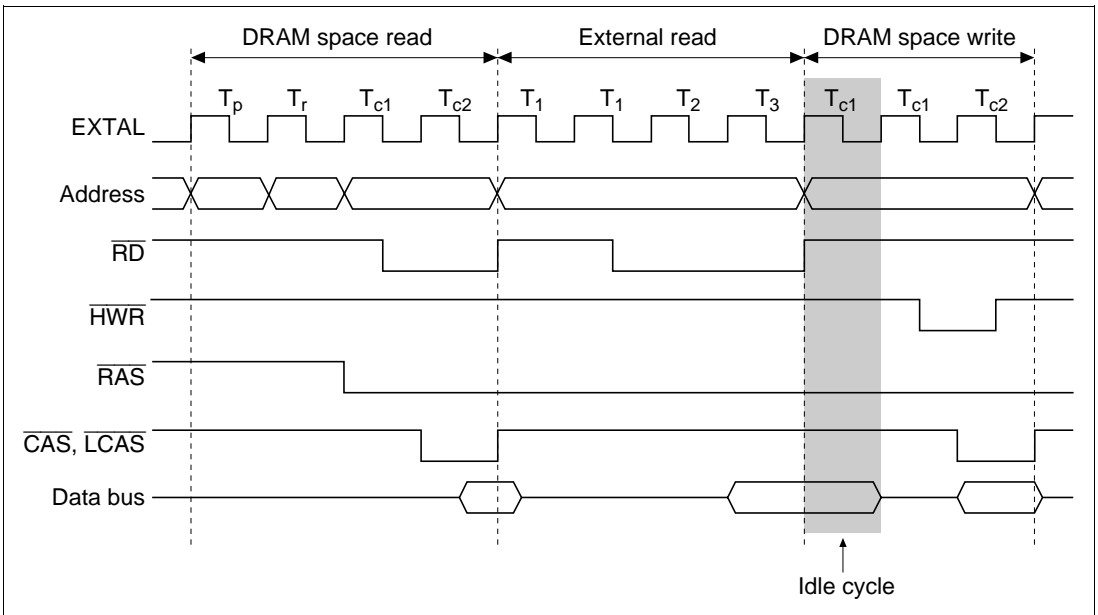 DRAM space read External read DRAM space write
Tp Tr Tc1 Tc2 T1 T1 T2 T3 Tc1 Tc1 Tc2
EXTAL
Address
RD
HWR
RAS
CAS, LCAS
Data bus
Idle cycle